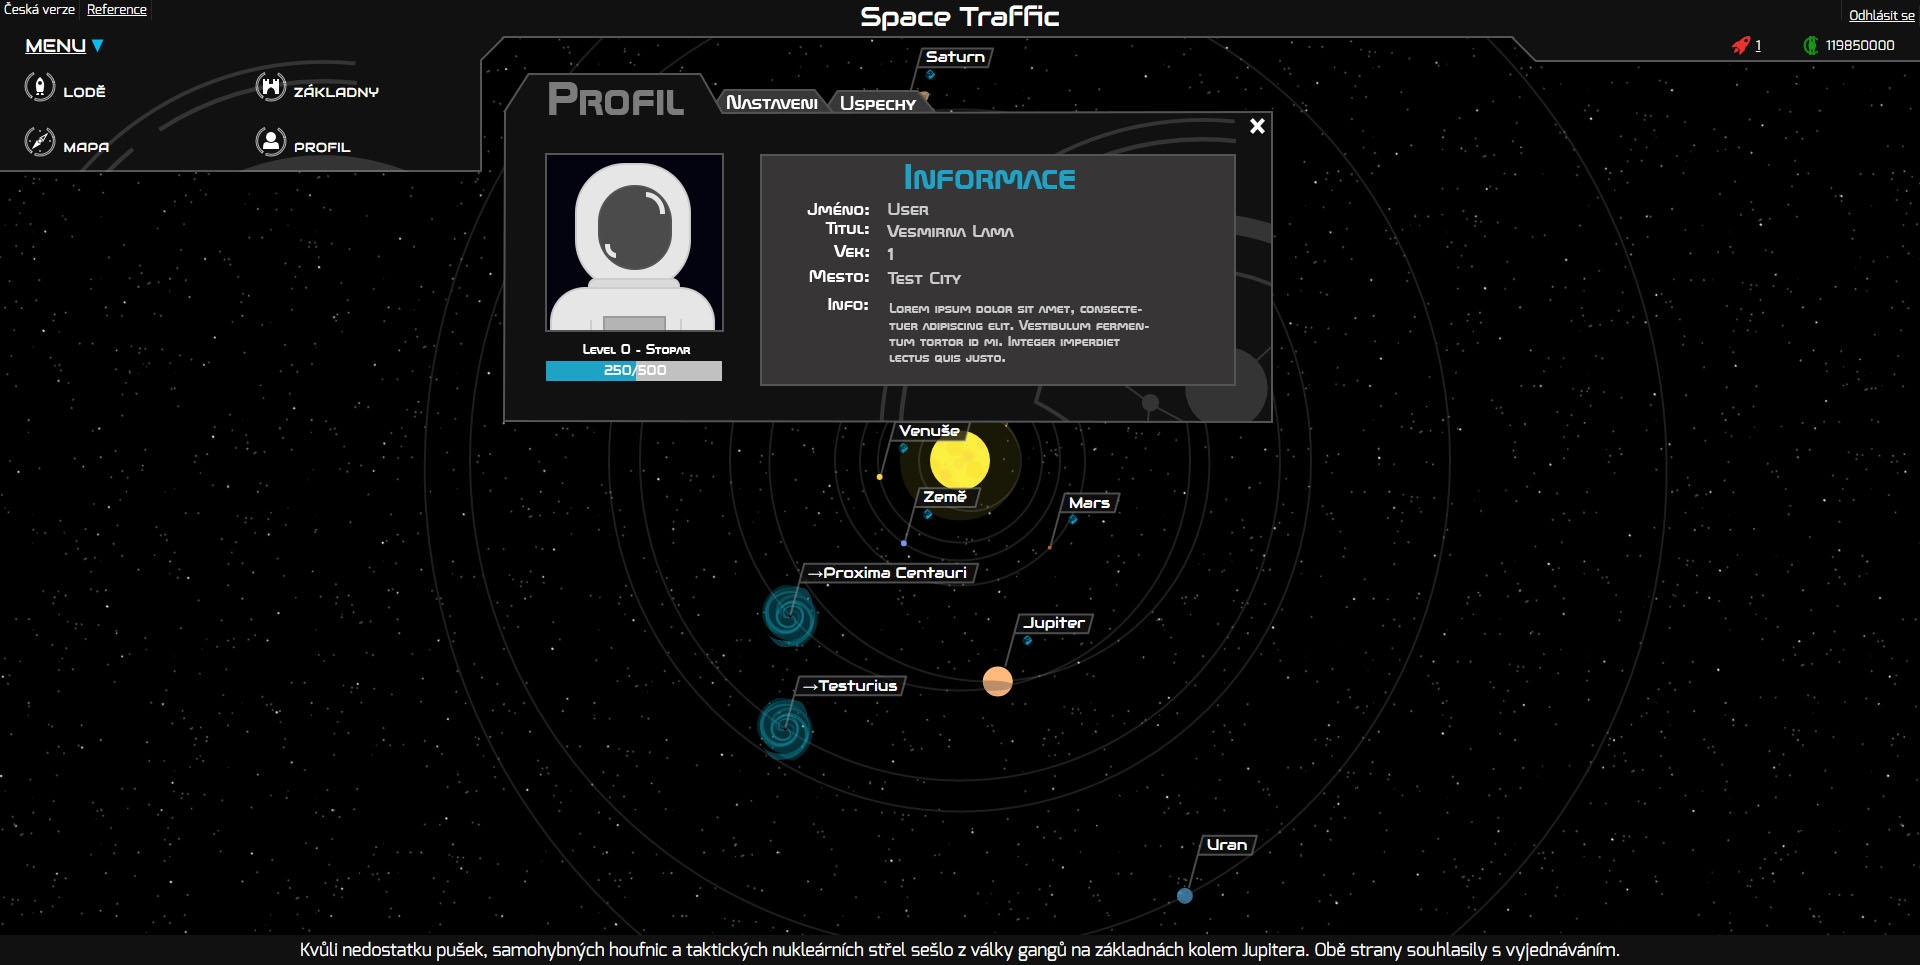 Česká verze Reference
Space Traffic
Odhlásit se
MENU ▼
1 119850000
LODĚ ZÁKLADNY
MAPA PROFIL
Saturn
Profil Nastaveni Uspechy
Informace
Jméno: User
Titul: Vesmirna Lama
Vek: 1
Mesto: Test City
Info: Lorem ipsum dolor sit amet, consecte-
tuer adipiscing elit. Vestibulum fermen-
tum tortor id mi. Integer imperdiet
lectus quis justo.
Level 0 - Stopar
250/500
Venuše
Země
Mars
→Proxima Centauri
Jupiter
→Testurius
Uran
Kvůli nedostatku pušek, samohybných houfnic a taktických nukleárních střel sešlo z války gangů na základnách kolem Jupitera. Obě strany souhlasily s vyjednáváním.